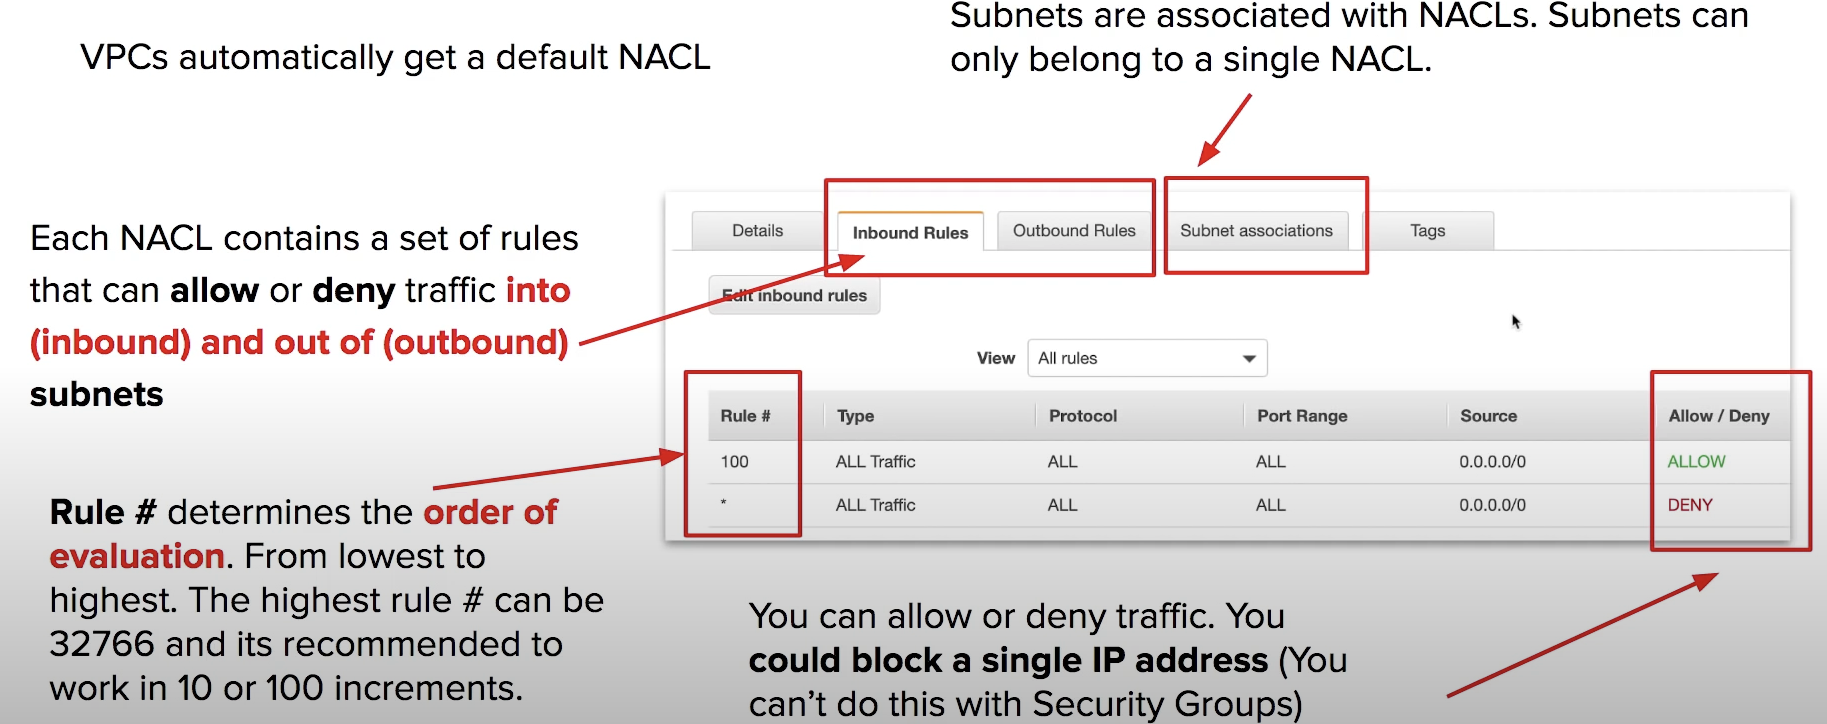 VPCs automatically get a default NACL
Subnets are associated with NACLs. Subnets can
only belong to a single NACL.
Each NACL contains a set of rules
that can allow or deny traffic into
(inbound) and out of (outbound)
subnets
Rule # determines the order of
evaluation. From lowest to
highest. The highest rule # can be
32766 and its recommended to
work in 10 or 100 increments.
Details Inbound Rules Outbound Rules Subnet associations Tags
Edit inbound rules
View All rules
Rule # Type Protocol Port Range Source Allow / Deny
100 ALL Traffic ALL ALL 0.0.0.0/0 ALLOW
* ALL Traffic ALL ALL 0.0.0.0/0 DENY
You can allow or deny traffic. You
could block a single IP address (You
can't do this with Security Groups)